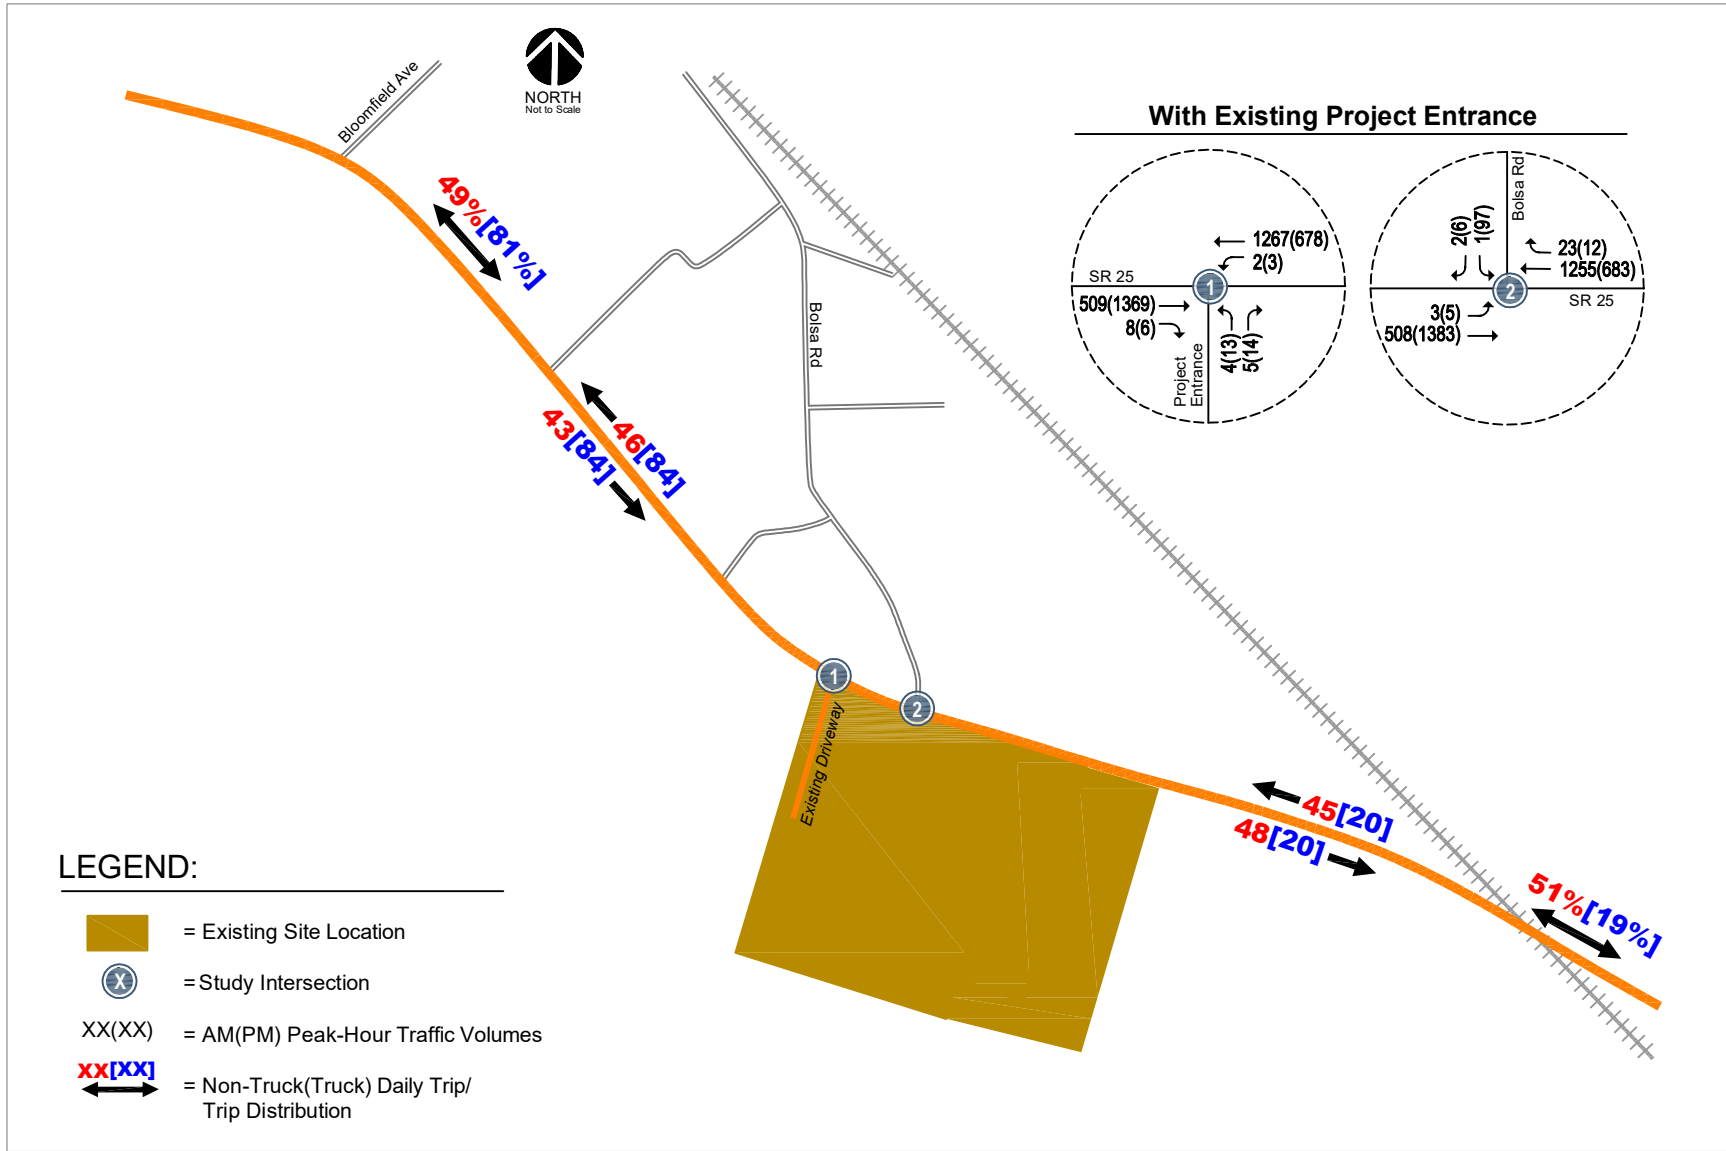 NORTH
Not to Scale
Bloomfield Ave
With Existing Project Entrance
49%[81%]
SR 25
1267(678)
2(3)
509(1369)
8(6)
4(13)
5(14)
Project
Entrance
1
Bolsa Rd
2(6)
1(97)
23(12)
1255(683)
SR 25
3(5)
508(1383)
2
Bolsa Rd
46[84]
43[84]
1
2
Existing Driveway
45[20]
48[20]
51%[19%]
LEGEND:
= Existing Site Location
X
= Study Intersection
XX(XX)
= AM(PM) Peak-Hour Traffic Volumes
XX[XX]
= Non-Truck(Truck) Daily Trip/
Trip Distribution